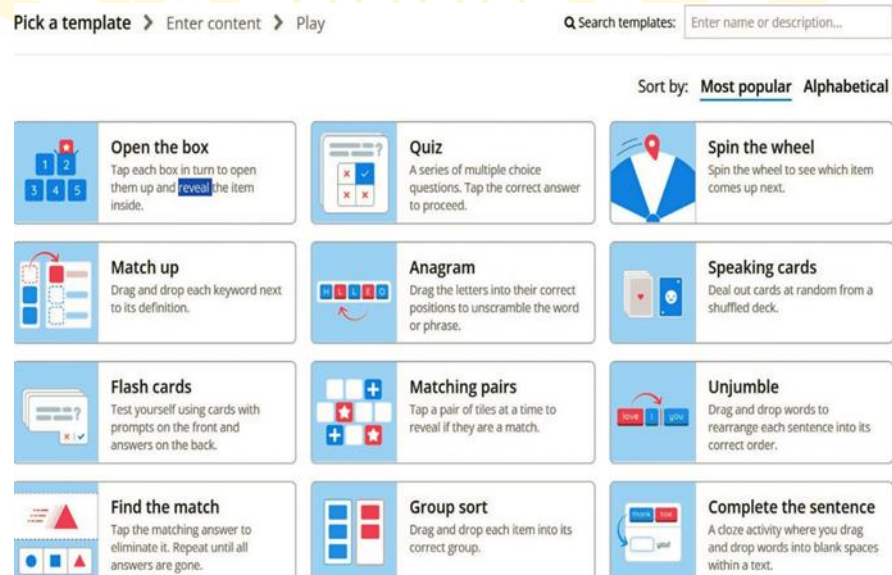 Pick a template > Enter content > Play
Search templates: Enter name or description...
Sort by: Most popular Alphabetical
Open the box
Tap each box in turn to open
them up and reveal the item
inside.
1 2
3 4 5
Quiz
A series of multiple choice
questions. Tap the correct answer
to proceed.
?
Spin the wheel
Spin the wheel to see which item
comes up next.
Match up
Drag and drop each keyword next
to its definition.
Anagram
Drag the letters into their correct
positions to unscramble the word
or phrase.
H L L E O
Speaking cards
Deal out cards at random from a
shuffled deck.
Flash cards
Test yourself using cards with
prompts on the front and
answers on the back.
?
Matching pairs
Tap a pair of tiles at a time to
reveal if they are a match.
Unjumble
Drag and drop words to
rearrange each sentence into its
correct order.
love I you
Find the match
Tap the matching answer to
eliminate it. Repeat until all
answers are gone.
Group sort
Drag and drop each item into its
correct group.
Complete the sentence
A cloze activity where you drag
and drop words into blank spaces
within a text.
thank
you!